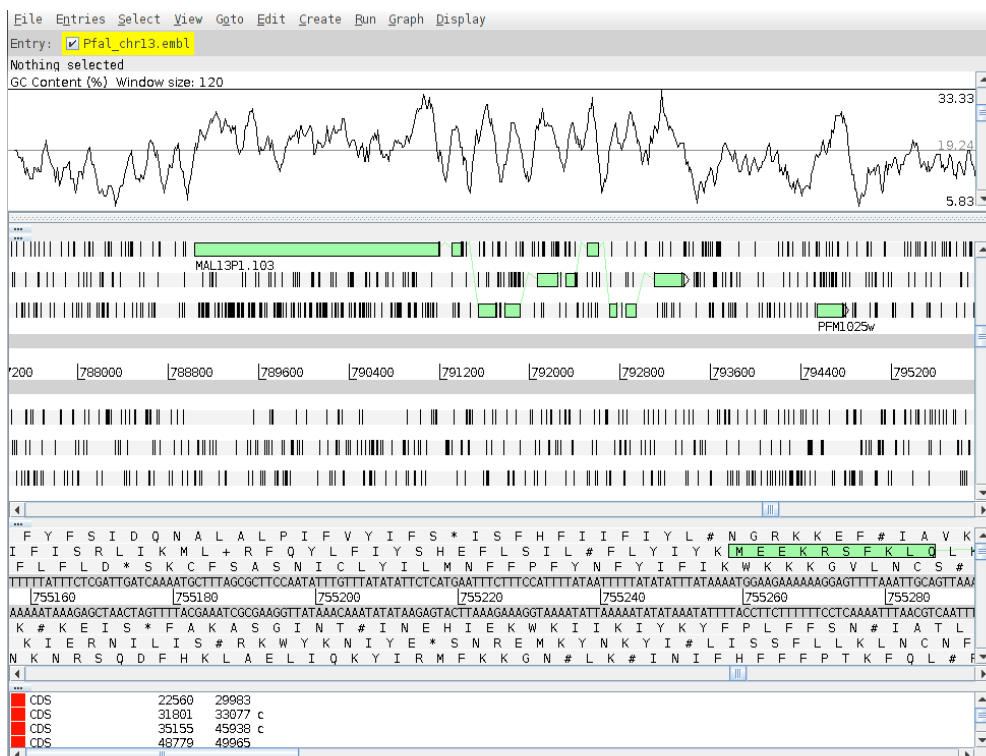 File Entries Select View Goto Edit Create Run Graph Display
Entry: Pfal_chr13.embl
Nothing selected
GC Content (%) Window size: 120
33.33
19.24
5.83
MAL13P1.103
PFM1025w
'200 788000 788800 789600 790400 791200 792000 792800 793600 794400 795200
F Y F S I D Q N A L A L P I F V Y I F S * I S F H F I I F I Y L # N G R K K E F # I A V K
I F I S R L I K M L + R F Q Y L F I Y S H E F L S I L # F L Y I Y K M E E K R S F K L Q L
F L F L D * S K C F S A S N I C L Y I L M N F F P F Y N F Y I F I K W K K K G V L N C S #
755160 755180 755200 755220 755240 755260 755280
K # K E I S * F A K A S G I N T # I N E H I E K W K I I K I Y K Y F P L F F S N # I A T L
K I E R N I L I S # R K W Y K N I Y E * S N R E M K Y N K Y I # L I S S F L L K L N C N F
N K N R S Q D F H K L A E L I Q K Y I R M F K K G N # L K # I N I F H F F F P T K F Q L #
CDS 22560 29983
CDS 31801 33077 c
CDS 35155 45938 c
CDS 48779 49965